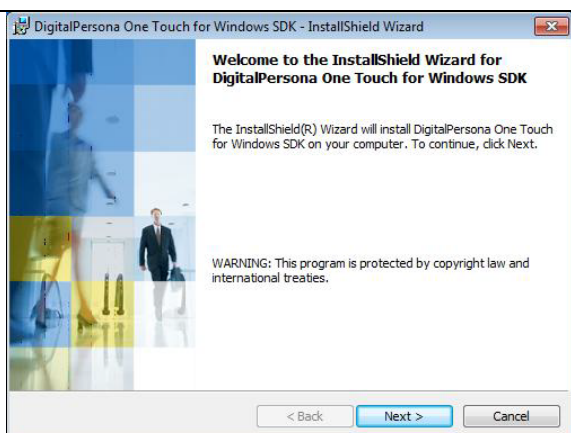 DigitalPersona One Touch for Windows SDK - InstallShield Wizard
Welcome to the InstallShield Wizard for
DigitalPersona One Touch for Windows SDK
The InstallShield(R) Wizard will install DigitalPersona One Touch
for Windows SDK on your computer. To continue, click Next.
WARNING: This program is protected by copyright law and
international treaties.
< Back Next > Cancel